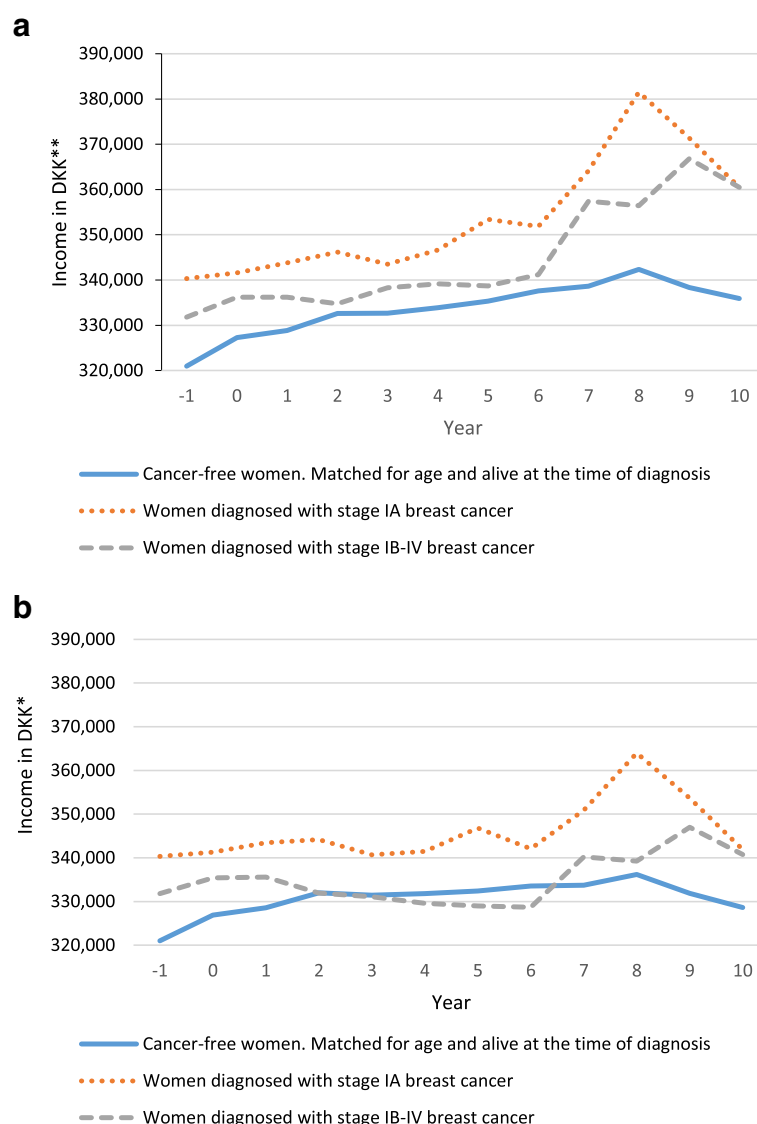 a
390,000
380,000
370,000
360,000
350,000
340,000
330,000
320,000
Income in DKK**
-1 0 1 2 3 4 5 6 7 8 9 10
Year
Cancer-free women. Matched for age and alive at the time of diagnosis
Women diagnosed with stage IA breast cancer
Women diagnosed with stage IB-IV breast cancer
b
390,000
380,000
370,000
360,000
350,000
340,000
330,000
320,000
Income in DKK*
-1 0 1 2 3 4 5 6 7 8 9 10
Year
Cancer-free women. Matched for age and alive at the time of diagnosis
Women diagnosed with stage IA breast cancer
Women diagnosed with stage IB-IV breast cancer